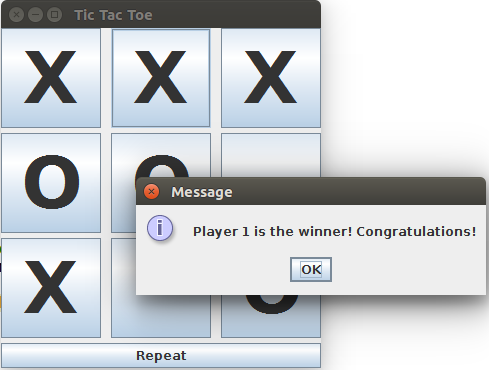 Tic Tac Toe
X X X
O O
Message
Player 1 is the winner! Congratulations!
OK
X O
Repeat